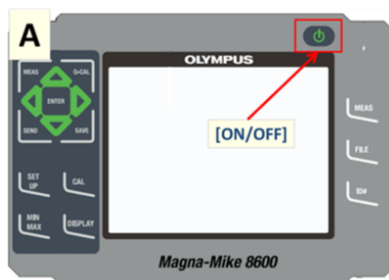 A
OLYMPUS
MEAS Q-CAL
ENTER
SEND SAVE
[ON/OFF]
MEAS
FILE
ID#
SET
UP
CAL
MIN
MAX
DISPLAY
Magna-Mike 8600